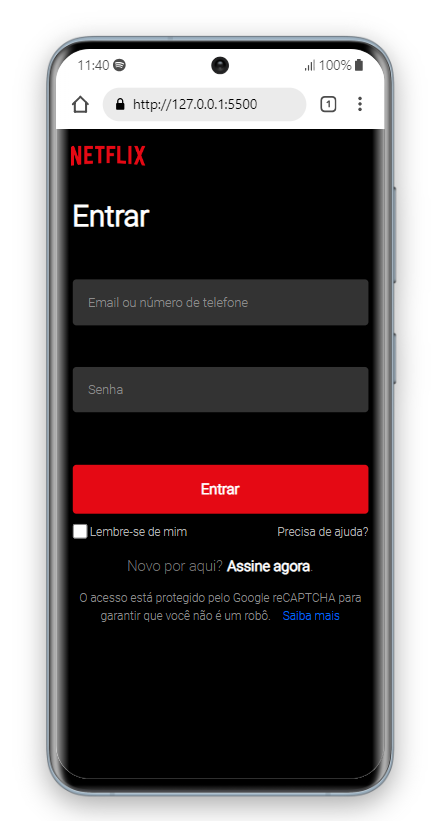 11:40 100%
http://127.0.0.1:5500 1
NETFLIX
Entrar
Email ou número de telefone
Senha
Entrar
Lembre-se de mim Precisa de ajuda?
Novo por aqui? Assine agora.
O acesso está protegido pelo Google reCAPTCHA para
garantir que você não é um robô. Saiba mais